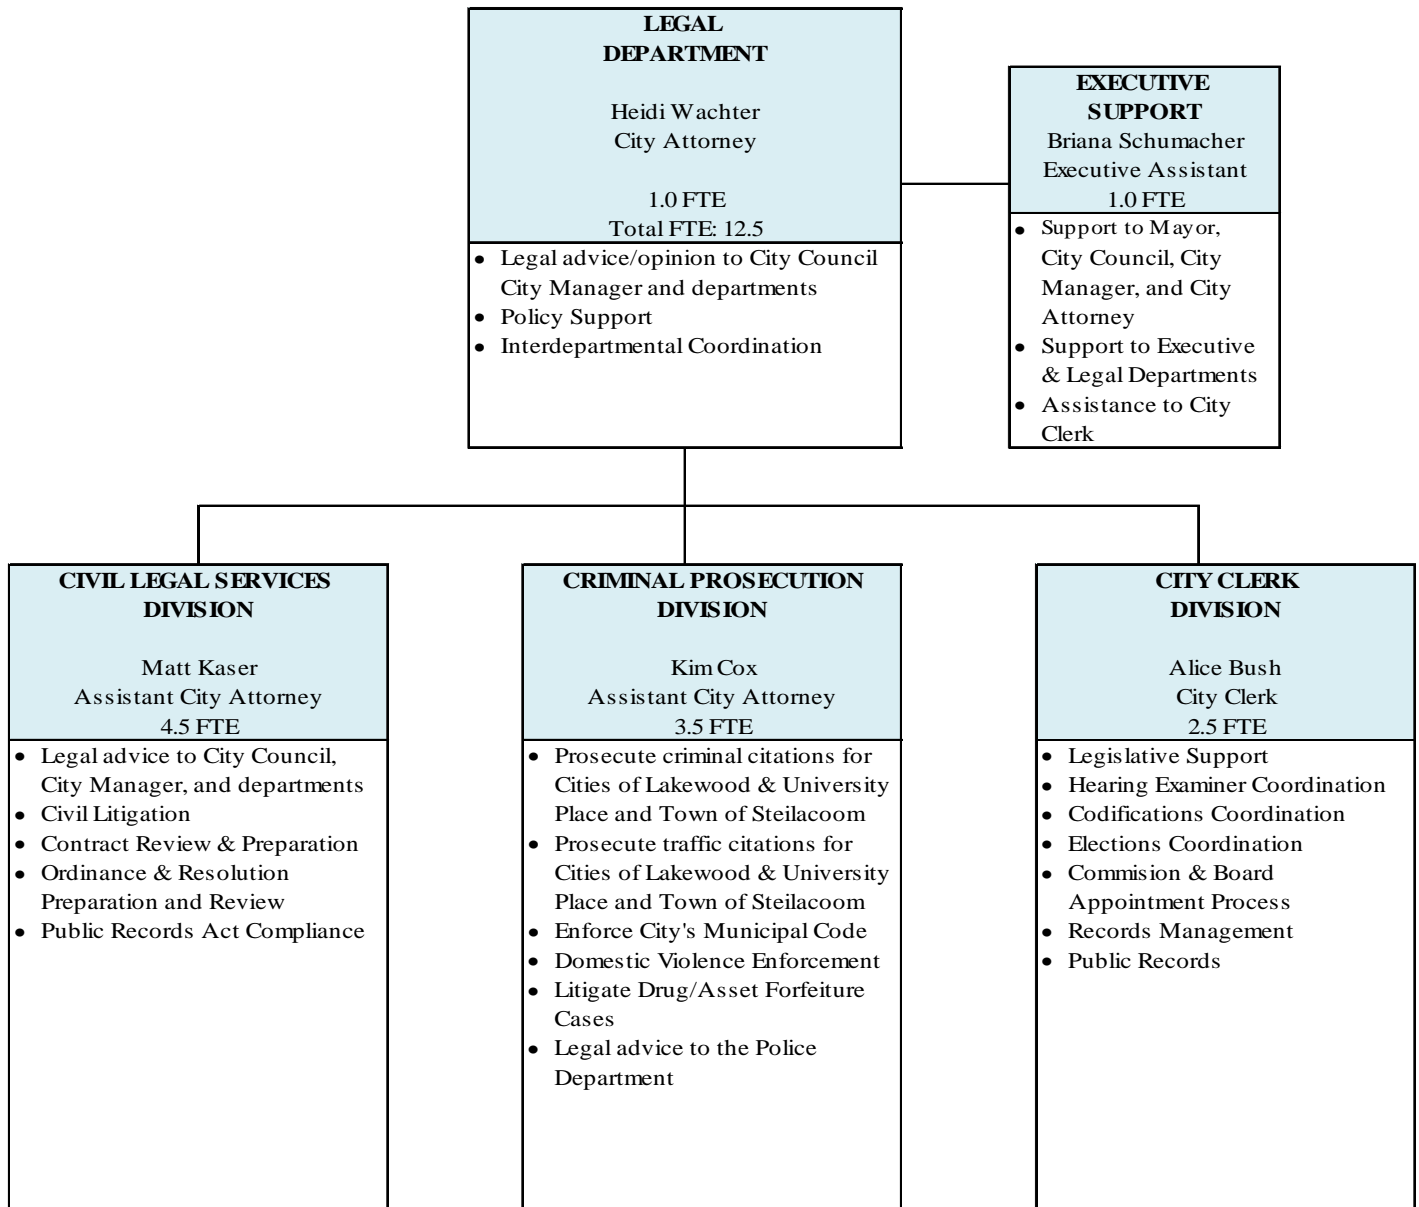 LEGAL
DEPARTMENT
Heidi Wachter
City Attorney
1.0 FTE
Total FTE: 12.5
• Legal advice/opinion to City Council
City Manager and departments
• Policy Support
• Interdepartmental Coordination
EXECUTIVE
SUPPORT
Briana Schumacher
Executive Assistant
1.0 FTE
• Support to Mayor,
City Council, City
Manager, and City
Attorney
• Support to Executive
& Legal Departments
• Assistance to City
Clerk
CIVIL LEGAL SERVICES
DIVISION
Matt Kaser
Assistant City Attorney
4.5 FTE
• Legal advice to City Council,
City Manager, and departments
• Civil Litigation
• Contract Review & Preparation
• Ordinance & Resolution
Preparation and Review
• Public Records Act Compliance
CRIMINAL PROSECUTION
DIVISION
Kim Cox
Assistant City Attorney
3.5 FTE
• Prosecute criminal citations for
Cities of Lakewood & University
Place and Town of Steilacoom
• Prosecute traffic citations for
Cities of Lakewood & University
Place and Town of Steilacoom
• Enforce City's Municipal Code
• Domestic Violence Enforcement
• Litigate Drug/Asset Forfeiture
Cases
• Legal advice to the Police
Department
CITY CLERK
DIVISION
Alice Bush
City Clerk
2.5 FTE
• Legislative Support
• Hearing Examiner Coordination
• Codifications Coordination
• Elections Coordination
• Commision & Board
Appointment Process
• Records Management
• Public Records